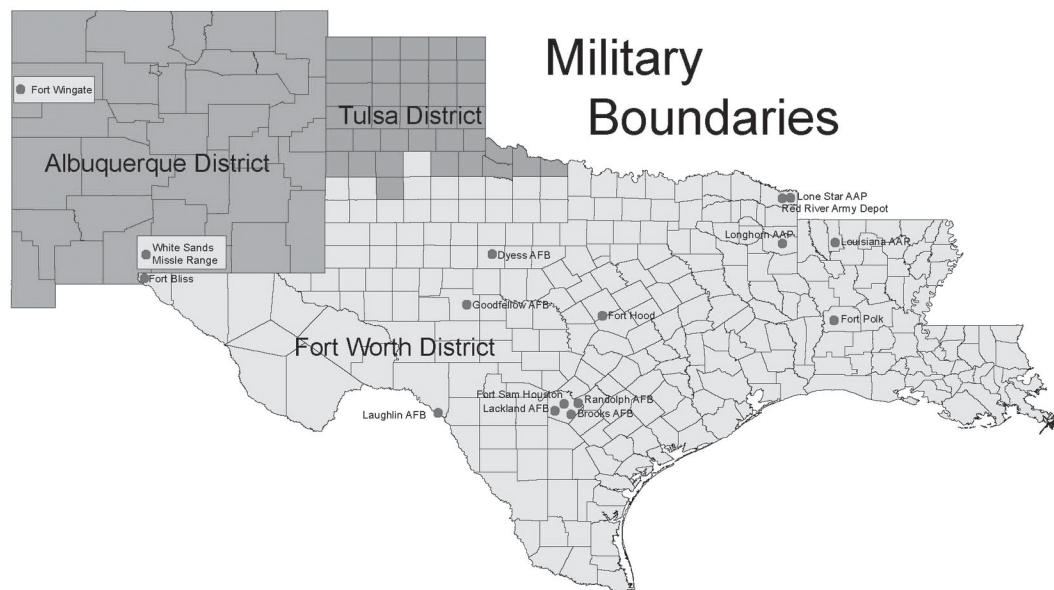 Military
Boundaries
Fort Wingate
Tulsa District
Albuquerque District
Lone Star AAP
Red River Army Depot
Longhorn AAP
Louisiana AAP
White Sands
Missle Range
Dyess AFB
Fort Bliss
Goodfellow AFB
Fort Hood
Fort Polk
Fort Worth District
Fort Sam Houston
Randolph AFB
Lackland AFB
Brooks AFB
Laughlin AFB